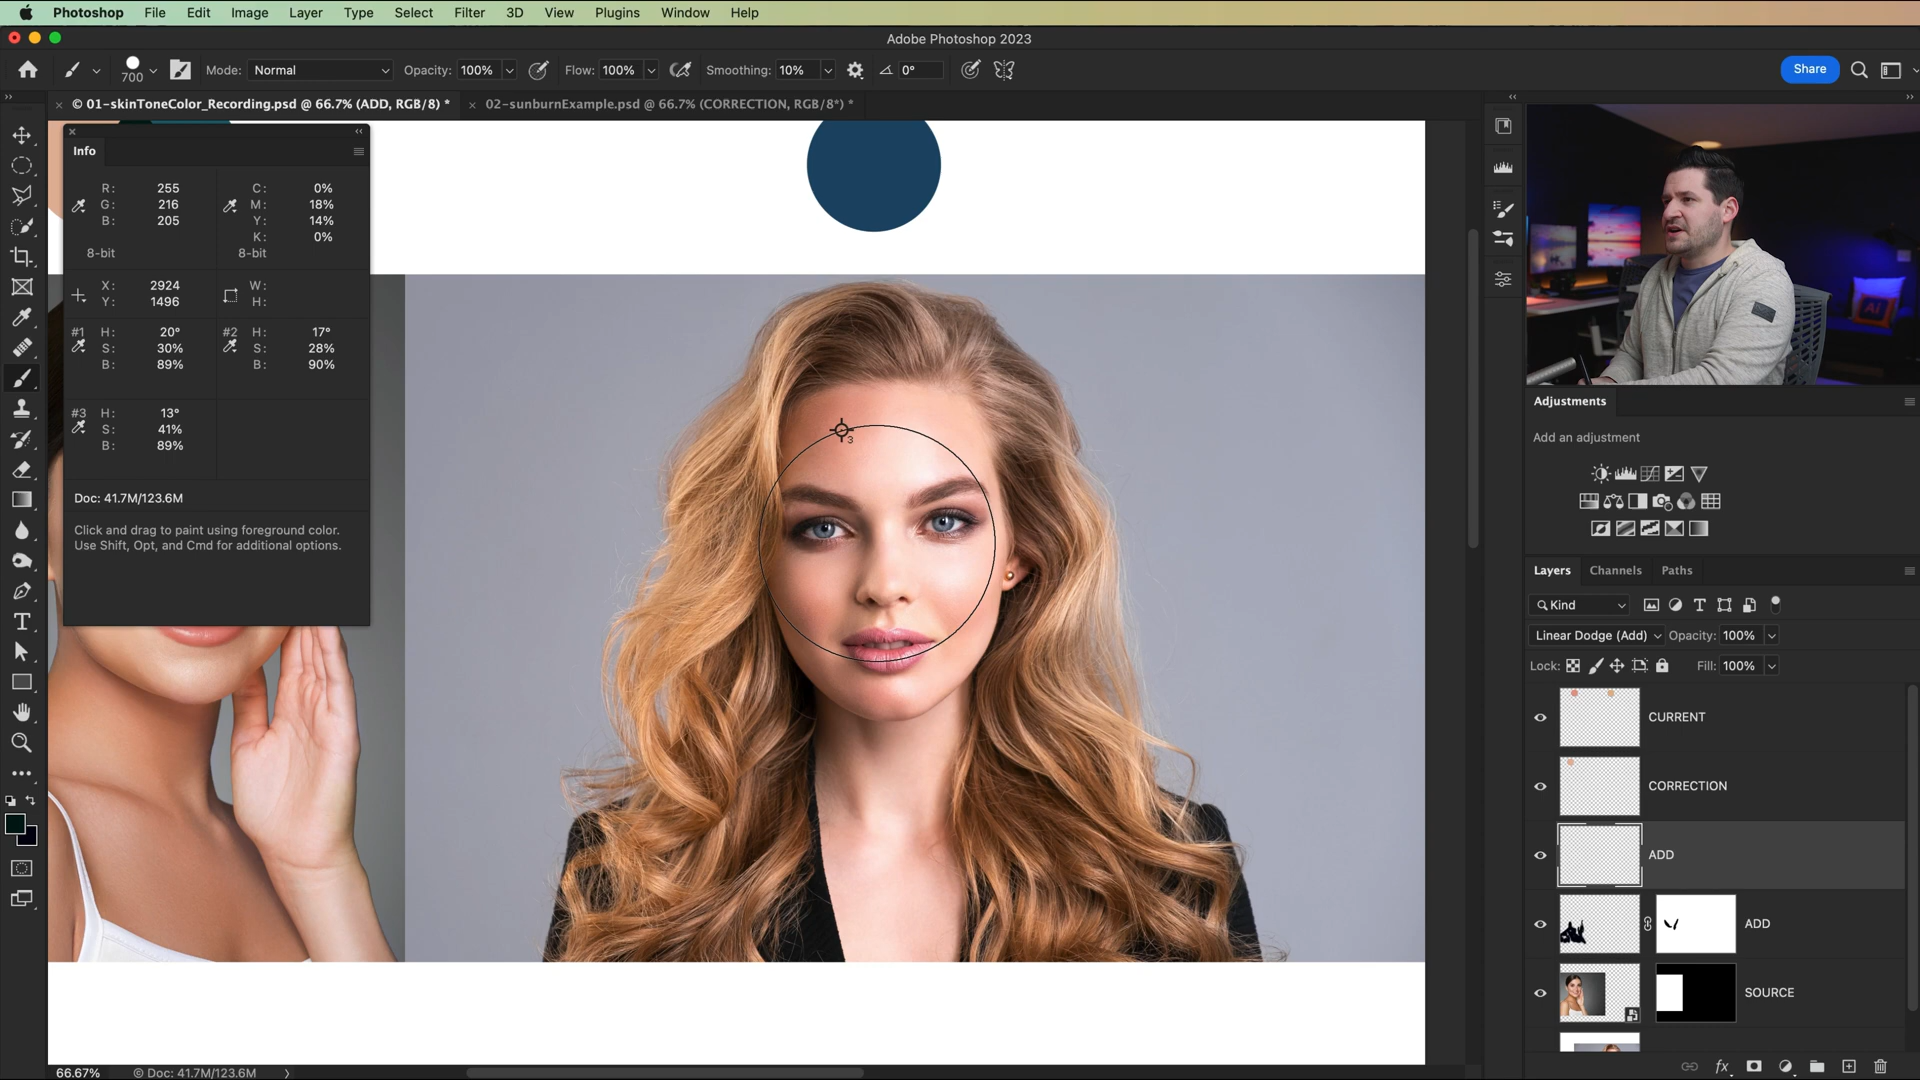 Photoshop File Edit Image Layer Type Select Filter 3D View Plugins Window Help
Adobe Photoshop 2023
700 Mode: Normal Opacity: 100% Flow: 100% Smoothing: 10% 0° Share
© 01-skinToneColor_Recording.psd @ 66.7% (ADD, RGB/8) * 02-sunburnExample.psd @ 66.7% (CORRECTION, RGB/8*) *
Info
R: 255 C: 0%
G: 216 M: 18%
B: 205 Y: 14%
K: 0%
8-bit 8-bit
X: 2924 W:
Y: 1496 H:
#1 H: 20° #2 H: 17°
S: 30% S: 28%
B: 89% B: 90%
#3 H: 13°
S: 41%
B: 89%
Doc: 41.7M/123.6M
Click and drag to paint using foreground color.
Use Shift, Opt, and Cmd for additional options.
3
Ai
Adjustments
Add an adjustment
Layers Channels Paths
Kind
Linear Dodge (Add) Opacity: 100%
Lock: Fill: 100%
CURRENT
CORRECTION
ADD
ADD
SOURCE
fx
66.67% © Doc: 41.7M/123.6M